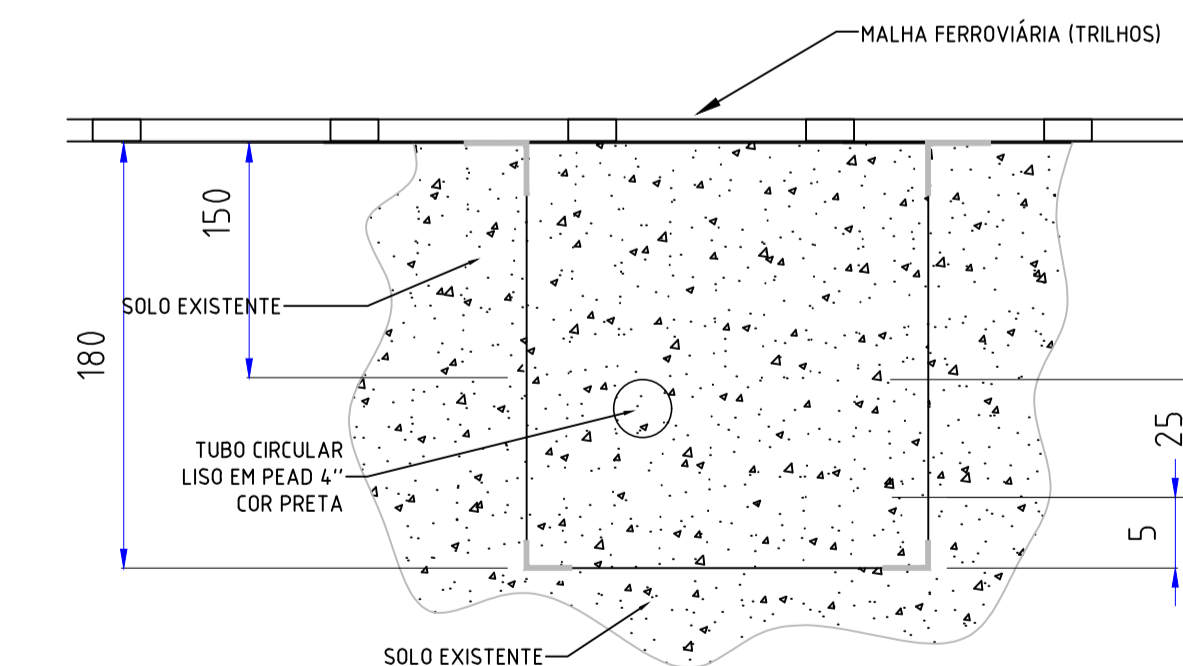 MALHA FERROVIÁRIA (TRILHOS)
150
SOLO EXISTENTE
180
25
TUBO CIRCULAR
LISO EM PEAD 4''
COR PRETA
5
SOLO EXISTENTE